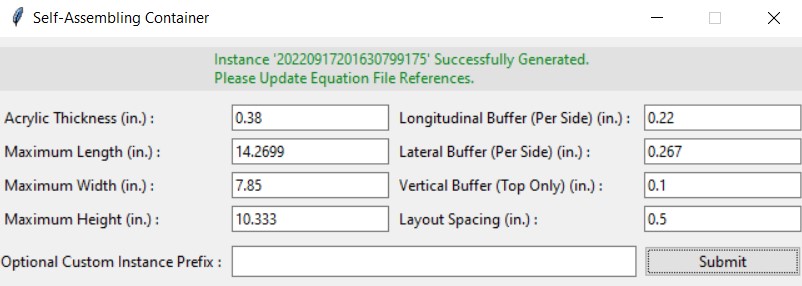 Self-Assembling Container
Instance '20220917201630799175' Successfully Generated.
Please Update Equation File References.
Acrylic Thickness (in.) : 0.38 Longitudinal Buffer (Per Side) (in.) : 0.22
Maximum Length (in.) : 14.2699 Lateral Buffer (Per Side) (in.) : 0.267
Maximum Width (in.) : 7.85 Vertical Buffer (Top Only) (in.) : 0.1
Maximum Height (in.) : 10.333 Layout Spacing (in.) : 0.5
Optional Custom Instance Prefix : Submit